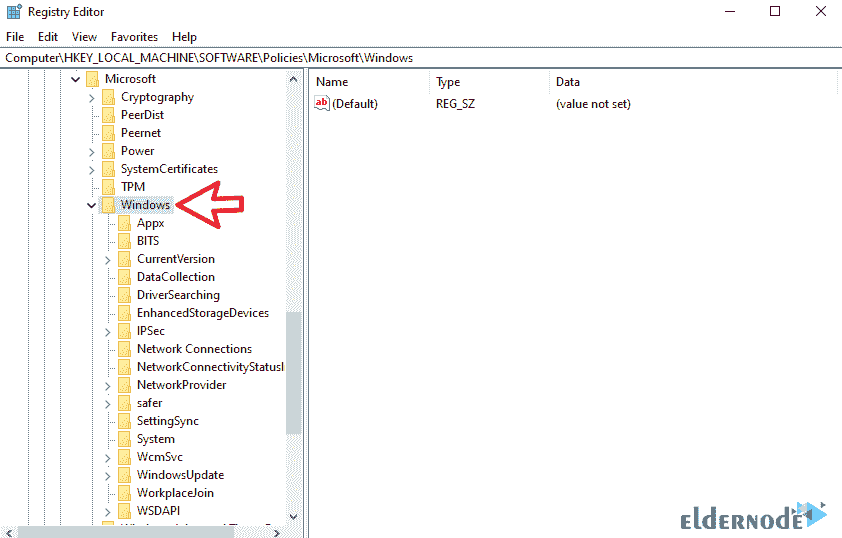 Registry Editor
File Edit View Favorites Help
Computer\HKEY_LOCAL_MACHINE\SOFTWARE\Policies\Microsoft\Windows
Microsoft
Cryptography
PeerDist
Peernet
Power
SystemCertificates
TPM
Windows
Appx
BITS
CurrentVersion
DataCollection
DriverSearching
EnhancedStorageDevices
IPSec
Network Connections
NetworkConnectivityStatusI
NetworkProvider
safer
SettingSync
System
WcmSvc
WindowsUpdate
WorkplaceJoin
WSDAPI
Name Type Data
ab (Default) REG_SZ (value not set)
eldernode